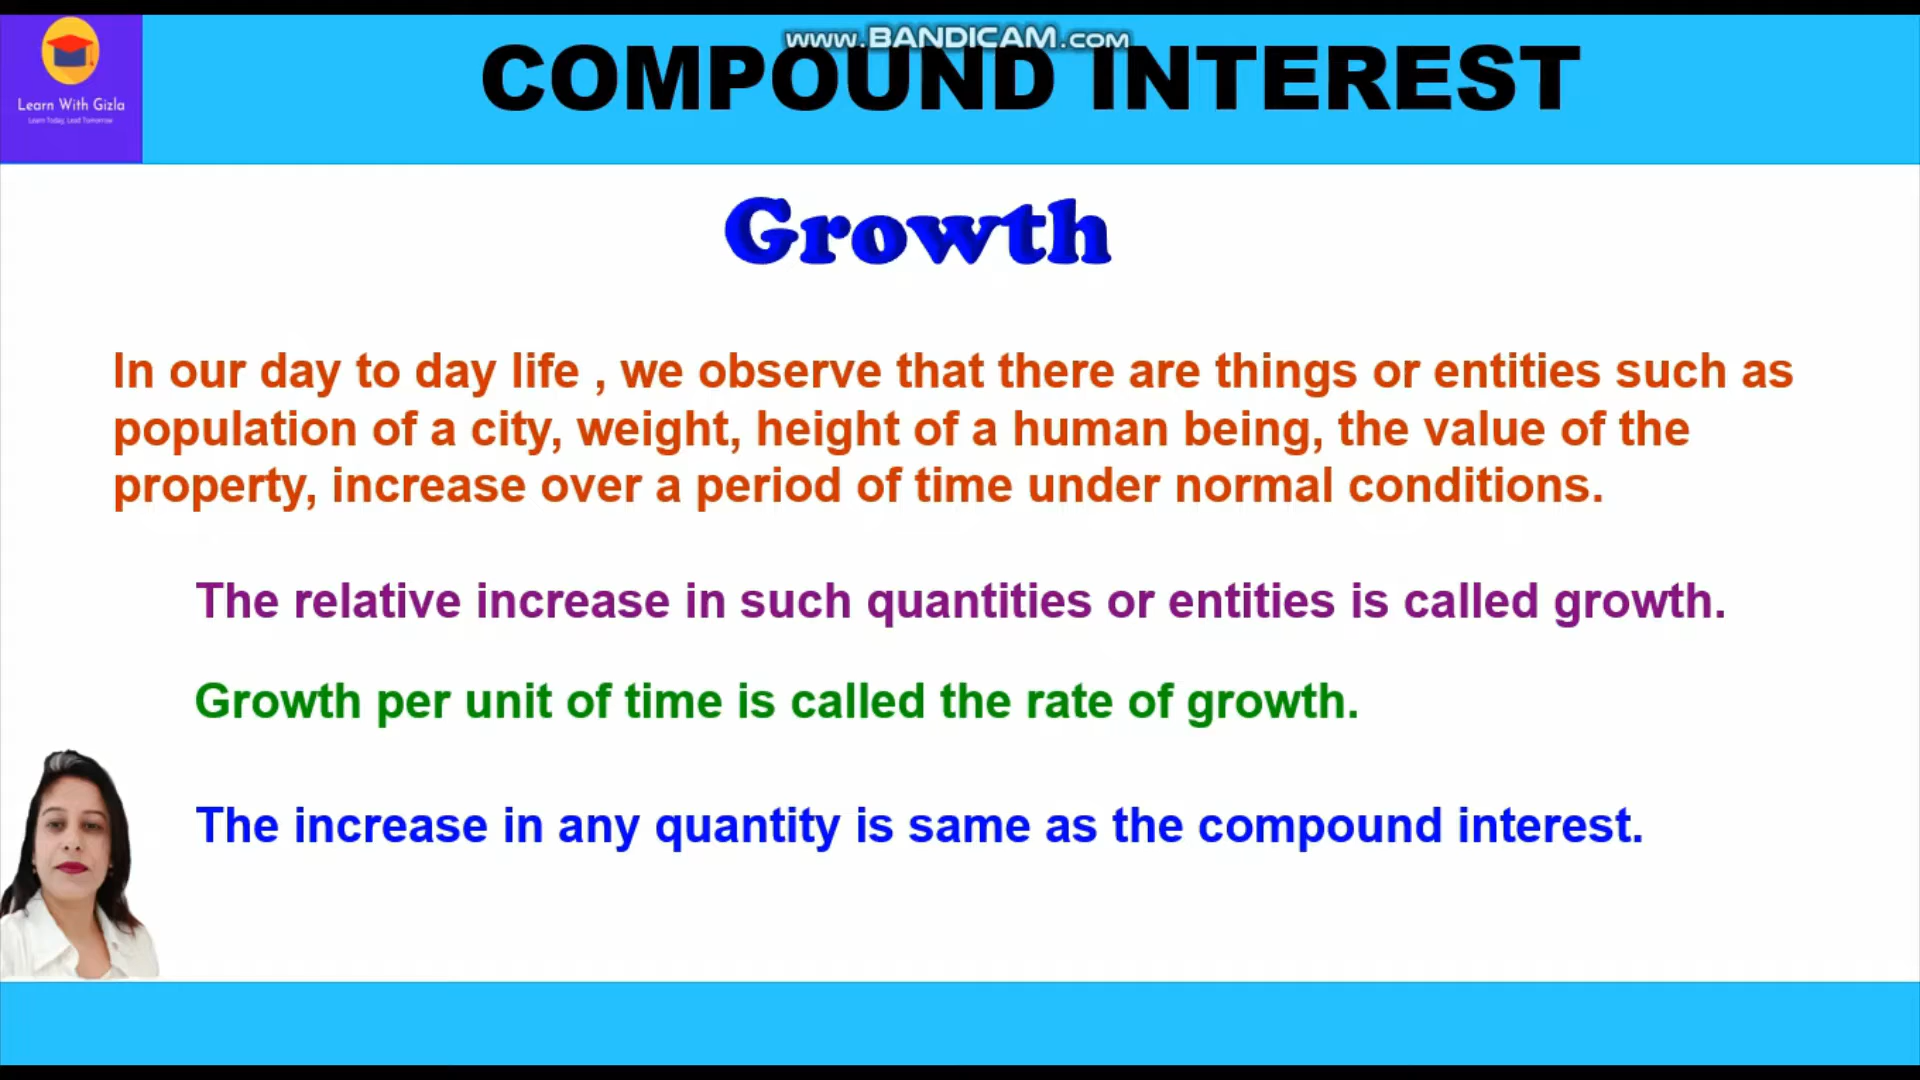 www.BANDICAM.com
COMPOUND INTEREST
Learn With Gizla
Learn Today, Lead Tomorrow
Growth
In our day to day life , we observe that there are things or entities such as
population of a city, weight, height of a human being, the value of the
property, increase over a period of time under normal conditions.
The relative increase in such quantities or entities is called growth.
Growth per unit of time is called the rate of growth.
The increase in any quantity is same as the compound interest.